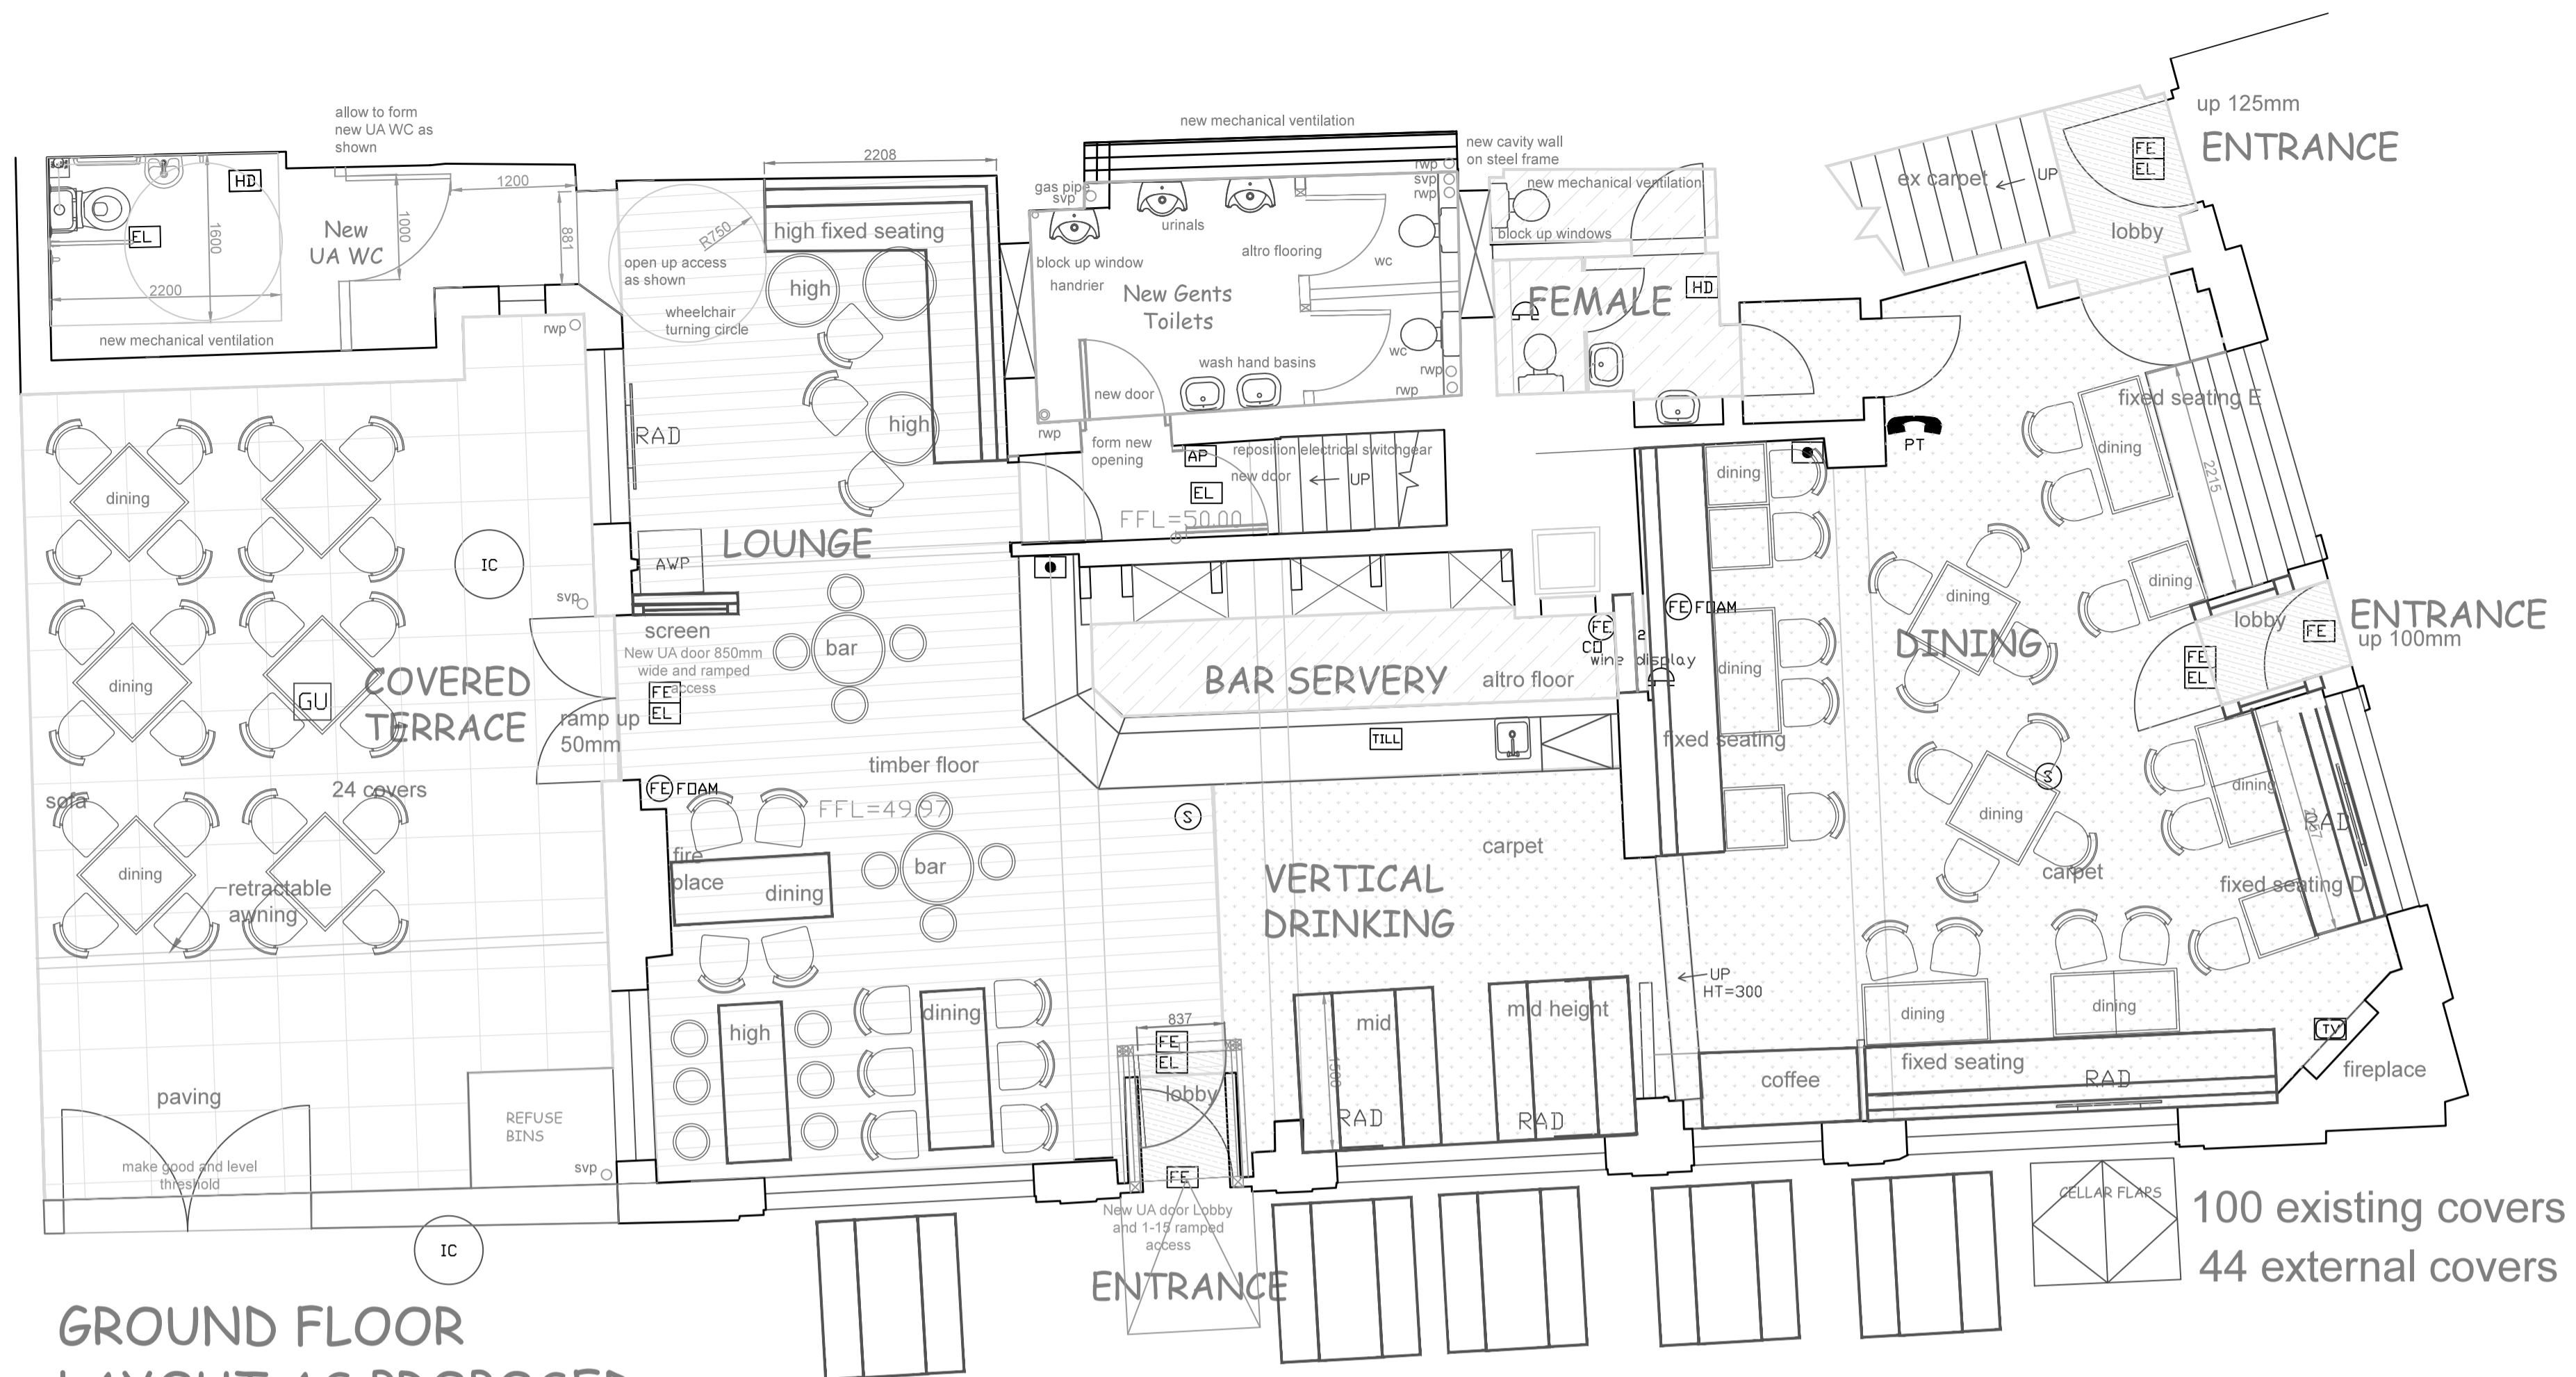 allow to form
new UA WC as
shown
HD
EL
1600
2200
New
UA WC
1000
1200
881
new mechanical ventilation
rwp
2208
R750
high fixed seating
open up access
as shown
wheelchair
turning circle
high
high
RAD
LOUNGE
AWP
new mechanical ventilation
gas pipe
svp
urinals
altro flooring
block up window
handrier
New Gents
Toilets
wc
wc
wash hand basins
new door
rwp
svp
rwp
rwp
rwp
rwp
new cavity wall
on steel frame
new mechanical ventilation
block up windows
FEMALE
HD
form new
opening
AP
EL
reposition electrical switchgear
new door
UP
FFL=50.00
ex carpet
UP
FE
EL
lobby
up 125mm
ENTRANCE
PT
fixed seating E
dining
2215
dining
dining
dining
DINING
dining
dining
fixed seating
FE FOAM
FE
CO
2
wine display
lobby
FE
ENTRANCE
up 100mm
FE
EL
S
dining
RAD
fixed seating D
carpet
dining
dining
fixed seating
RAD
coffee
TV
fireplace
UP
HT=300
dining
dining
dining
IC
svp
GU
COVERED
TERRACE
24 covers
sofa
retractable
awning
paving
REFUSE
BINS
make good and level
threshold
svp
IC
screen
New UA door 850mm
wide and ramped
access
FE
EL
ramp up
50mm
FE FOAM
bar
timber floor
FFL=49.97
fire
place
dining
bar
high
dining
BAR SERVERY
altro floor
TILL
S
carpet
VERTICAL
DRINKING
837
FE
EL
lobby
FE
New UA door Lobby
and 1-15 ramped
access
ENTRANCE
mid
1500
RAD
mid height
RAD
CELLAR FLAPS
100 existing covers
44 external covers
GROUND FLOOR
LAYOUT AS PROPOSED